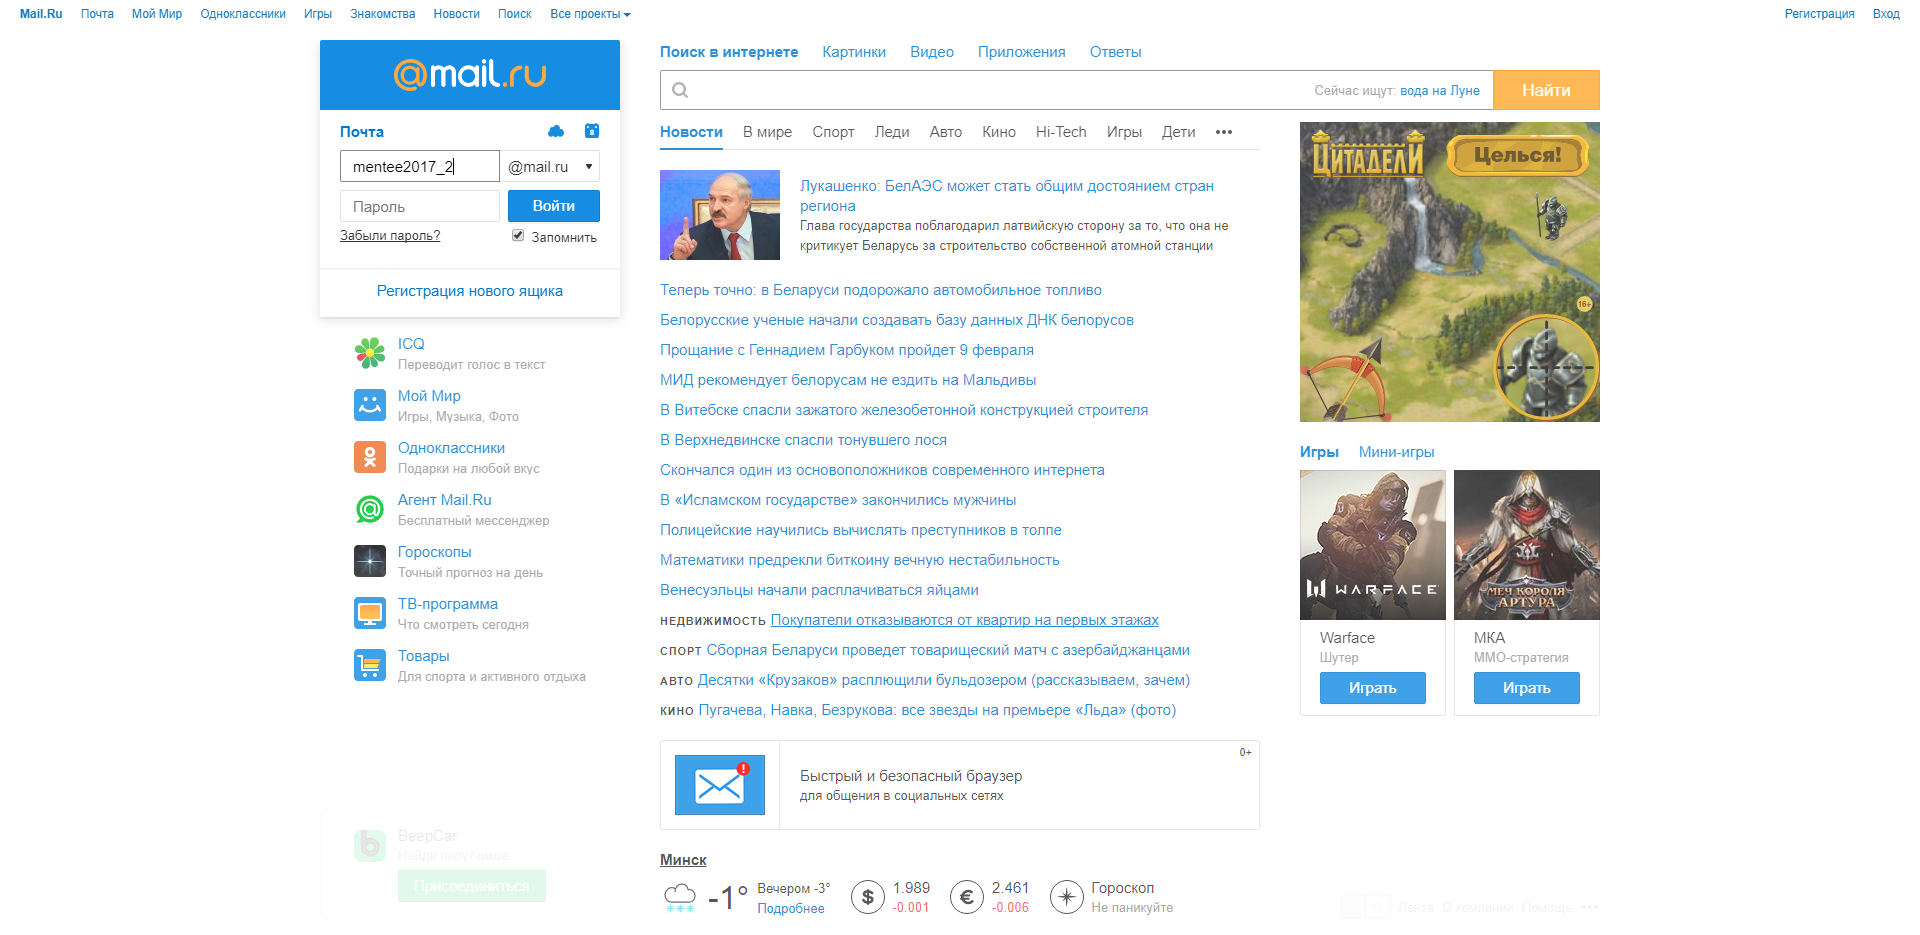 Mail.Ru Почта Мой Мир Одноклассники Игры Знакомства Новости Поиск Все проекты Регистрация Вход
@mail.ru
Почта
mentee2017_2 @mail.ru
Пароль Войти
Забыли пароль? Запомнить
Регистрация нового ящика
ICQ
Переводит голос в текст
Мой Мир
Игры, Музыка, Фото
Одноклассники
Подарки на любой вкус
Агент Mail.Ru
Бесплатный мессенджер
Гороскопы
Точный прогноз на день
ТВ-программа
Что смотреть сегодня
Товары
Для спорта и активного отдыха
BeepCar
Найди попутчиков
Присоединиться
Поиск в интернете Картинки Видео Приложения Ответы
Сейчас ищут: вода на Луне Найти
Новости В мире Спорт Леди Авто Кино Hi-Tech Игры Дети •••
Лукашенко: БелАЭС может стать общим достоянием стран
региона
Глава государства поблагодарил латвийскую сторону за то, что она не
критикует Беларусь за строительство собственной атомной станции
Теперь точно: в Беларуси подорожало автомобильное топливо
Белорусские ученые начали создавать базу данных ДНК белорусов
Прощание с Геннадием Гарбуком пройдет 9 февраля
МИД рекомендует белорусам не ездить на Мальдивы
В Витебске спасли зажатого железобетонной конструкцией строителя
В Верхнедвинске спасли тонувшего лося
Скончался один из основоположников современного интернета
В «Исламском государстве» закончились мужчины
Полицейские научились вычислять преступников в толпе
Математики предрекли биткоину вечную нестабильность
Венесуэльцы начали расплачиваться яйцами
НЕДВИЖИМОСТЬ Покупатели отказываются от квартир на первых этажах
СПОРТ Сборная Беларуси проведет товарищеский матч с азербайджанцами
АВТО Десятки «Крузаков» расплющили бульдозером (рассказываем, зачем)
КИНО Пугачева, Навка, Безрукова: все звезды на премьере «Льда» (фото)
0+
Быстрый и безопасный браузер
для общения в социальных сетях
Минск
-1° Вечером -3° Подробнее
$ 1.989 -0.001
€ 2.461 -0.006
Гороскоп Не паникуйте
ЦИТАДЕЛИ Целься!
16+
Игры Мини-игры
WARFACE
МЕЧ КОРОЛЯ
АРТУРА
Warface МКА
Шутер ММО-стратегия
Играть Играть
Лента О компании Помощь •••